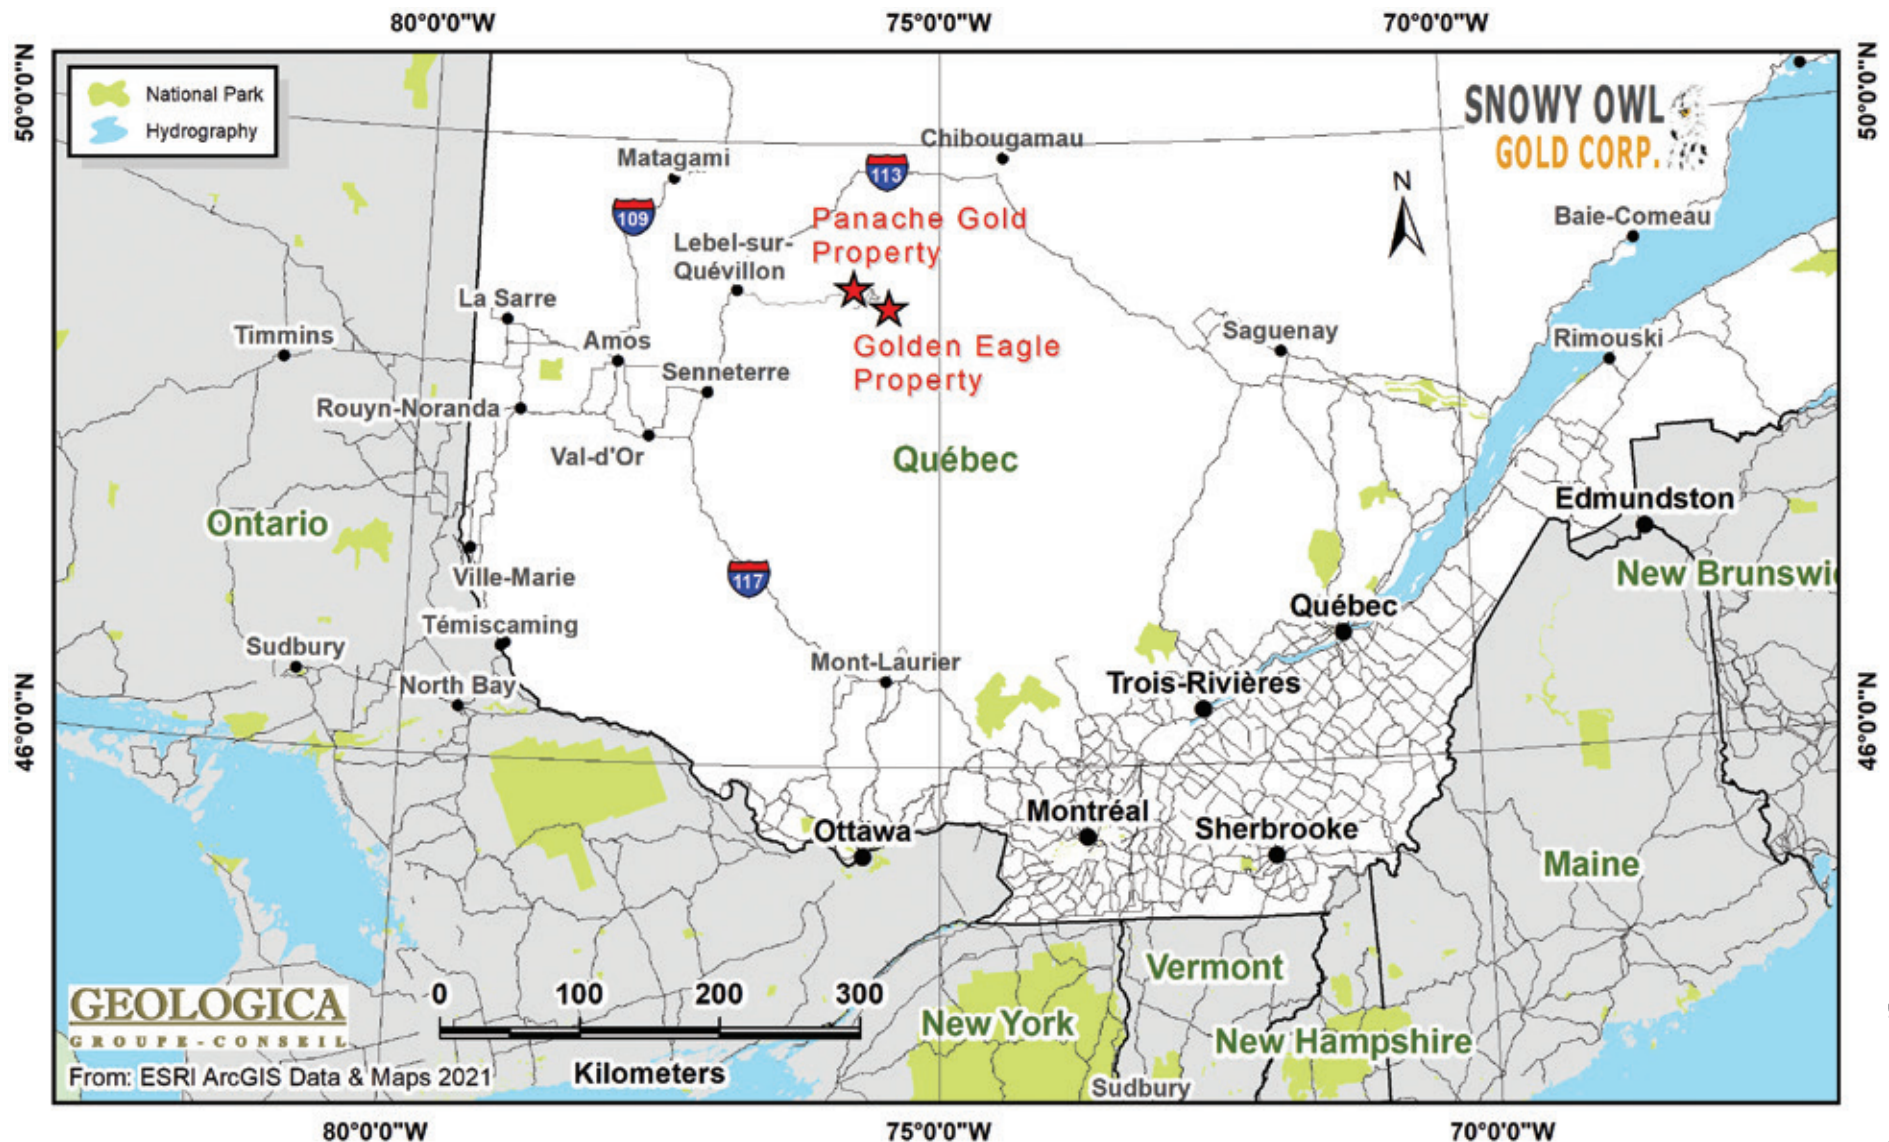 80°0'0"W
75°0'0"W
70°0'0"W
50°0'0"N
50°0'0"N
National Park
Hydrography
SNOWY OWL
GOLD CORP.
N
Chibougamau
Matagami
113
109
Panache Gold
Property
Lebel-sur-
Quévillon
Baie-Comeau
La Sarre
Timmins
Amos
Golden Eagle
Property
Saguenay
Rimouski
Senneterre
Rouyn-Noranda
Val-d'Or
Québec
Ontario
Edmundston
Ville-Marie
117
New Brunswi
Québec
Témiscaming
Sudbury
Mont-Laurier
North Bay
Trois-Rivières
46°0'0"N
46°0'0"N
Ottawa
Montréal
Sherbrooke
Maine
Vermont
GEOLOGICA
GROUPE-CONSEIL
0 100 200 300
Kilometers
New York
New Hampshire
From: ESRI ArcGIS Data & Maps 2021
Sudbury
80°0'0"W
75°0'0"W
70°0'0"W